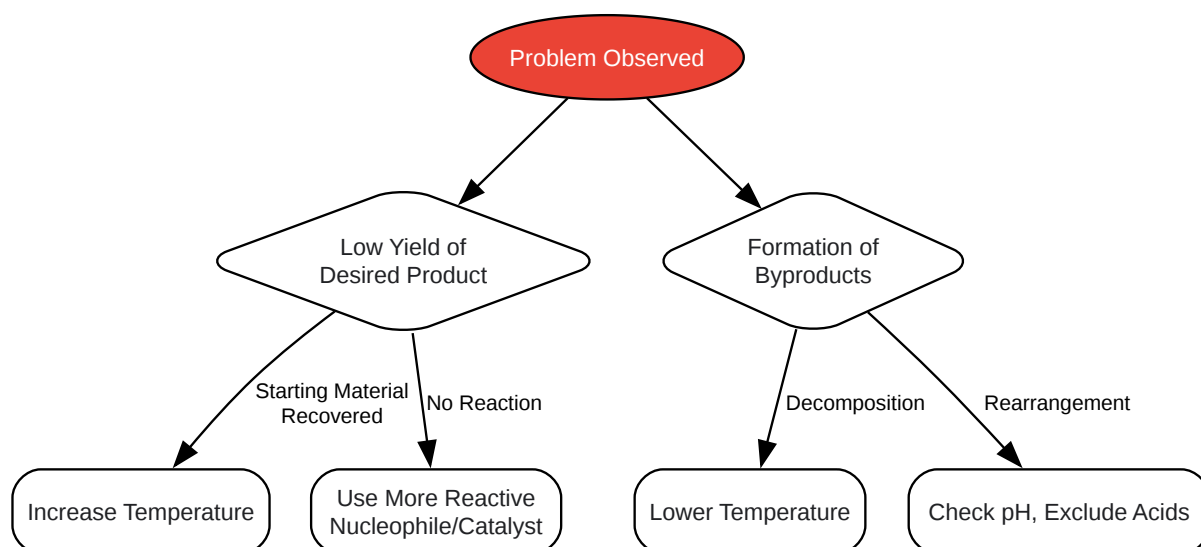 Problem Observed
Low Yield of
Desired Product
Formation of
Byproducts
Starting Material
Recovered
No Reaction
Decomposition
Rearrangement
Increase Temperature
Use More Reactive
Nucleophile/Catalyst
Lower Temperature
Check pH, Exclude Acids